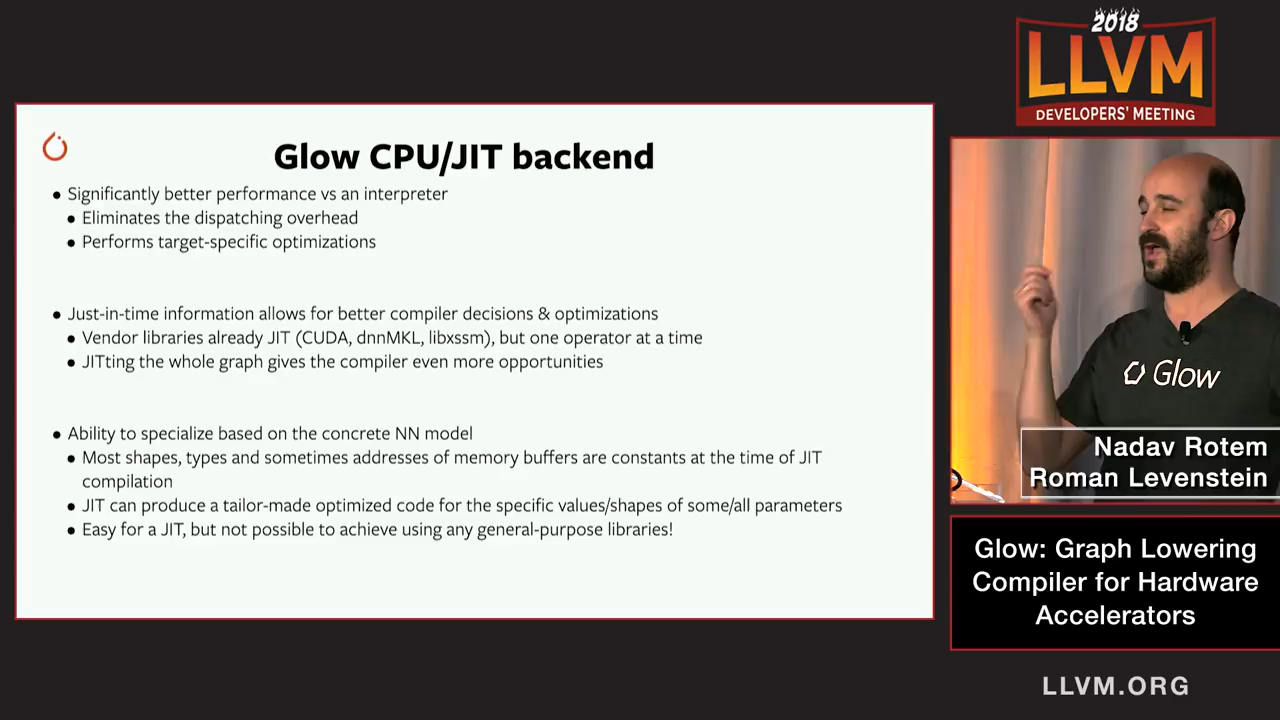 Glow CPU/JIT backend
• Significantly better performance vs an interpreter
• Eliminates the dispatching overhead
• Performs target-specific optimizations
• Just-in-time information allows for better compiler decisions & optimizations
• Vendor libraries already JIT (CUDA, dnnMKL, libxssm), but one operator at a time
• JITting the whole graph gives the compiler even more opportunities
• Ability to specialize based on the concrete NN model
• Most shapes, types and sometimes addresses of memory buffers are constants at the time of JIT
compilation
• JIT can produce a tailor-made optimized code for the specific values/shapes of some/all parameters
• Easy for a JIT, but not possible to achieve using any general-purpose libraries!
2018
LLVM
DEVELOPERS' MEETING
Glow
Nadav Rotem
Roman Levenstein
Glow: Graph Lowering
Compiler for Hardware
Accelerators
LLVM.ORG